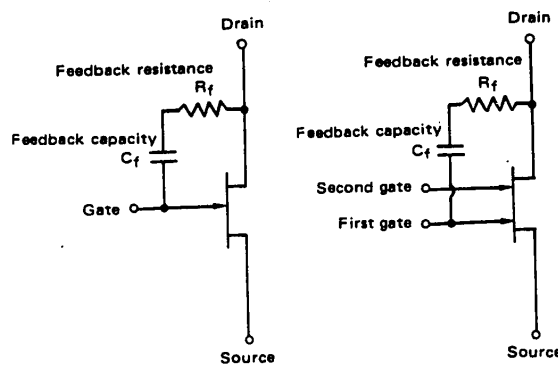 Drain
Feedback resistance
Rf
Feedback capacity
Cf
Gate
Source
Drain
Feedback resistance
Rf
Feedback capacity
Cf
Second gate
First gate
Source